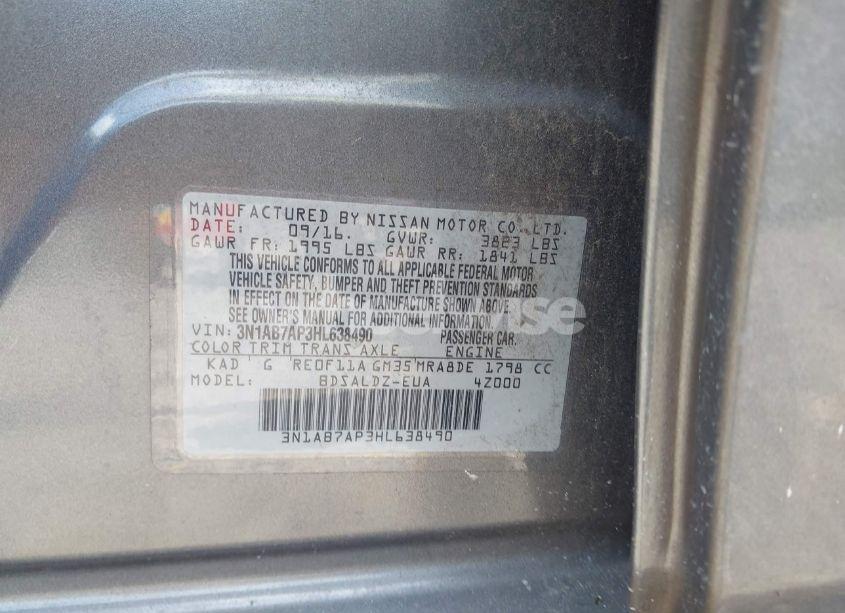 MANUFACTURED BY NISSAN MOTOR CO., LTD.
DATE: 09/16. GVWR: 3823 LBS
GAWR FR: 1995 LBS GAWR RR: 1841 LBS
THIS VEHICLE CONFORMS TO ALL APPLICABLE FEDERAL MOTOR
VEHICLE SAFETY, BUMPER AND THEFT PREVENTION STANDARDS
IN EFFECT ON THE DATE OF MANUFACTURE SHOWN ABOVE.
SEE OWNER'S MANUAL FOR ADDITIONAL INFORMATION.
VIN: 3N1AB7AP3HL638490 PASSENGER CAR.
COLOR TRIM TRANS AXLE ENGINE
KAD G RE0F11A GM35 MRA8DE 1798 CC
MODEL: BDSALDZ-EUA 4Z000
3N1AB7AP3HL638490